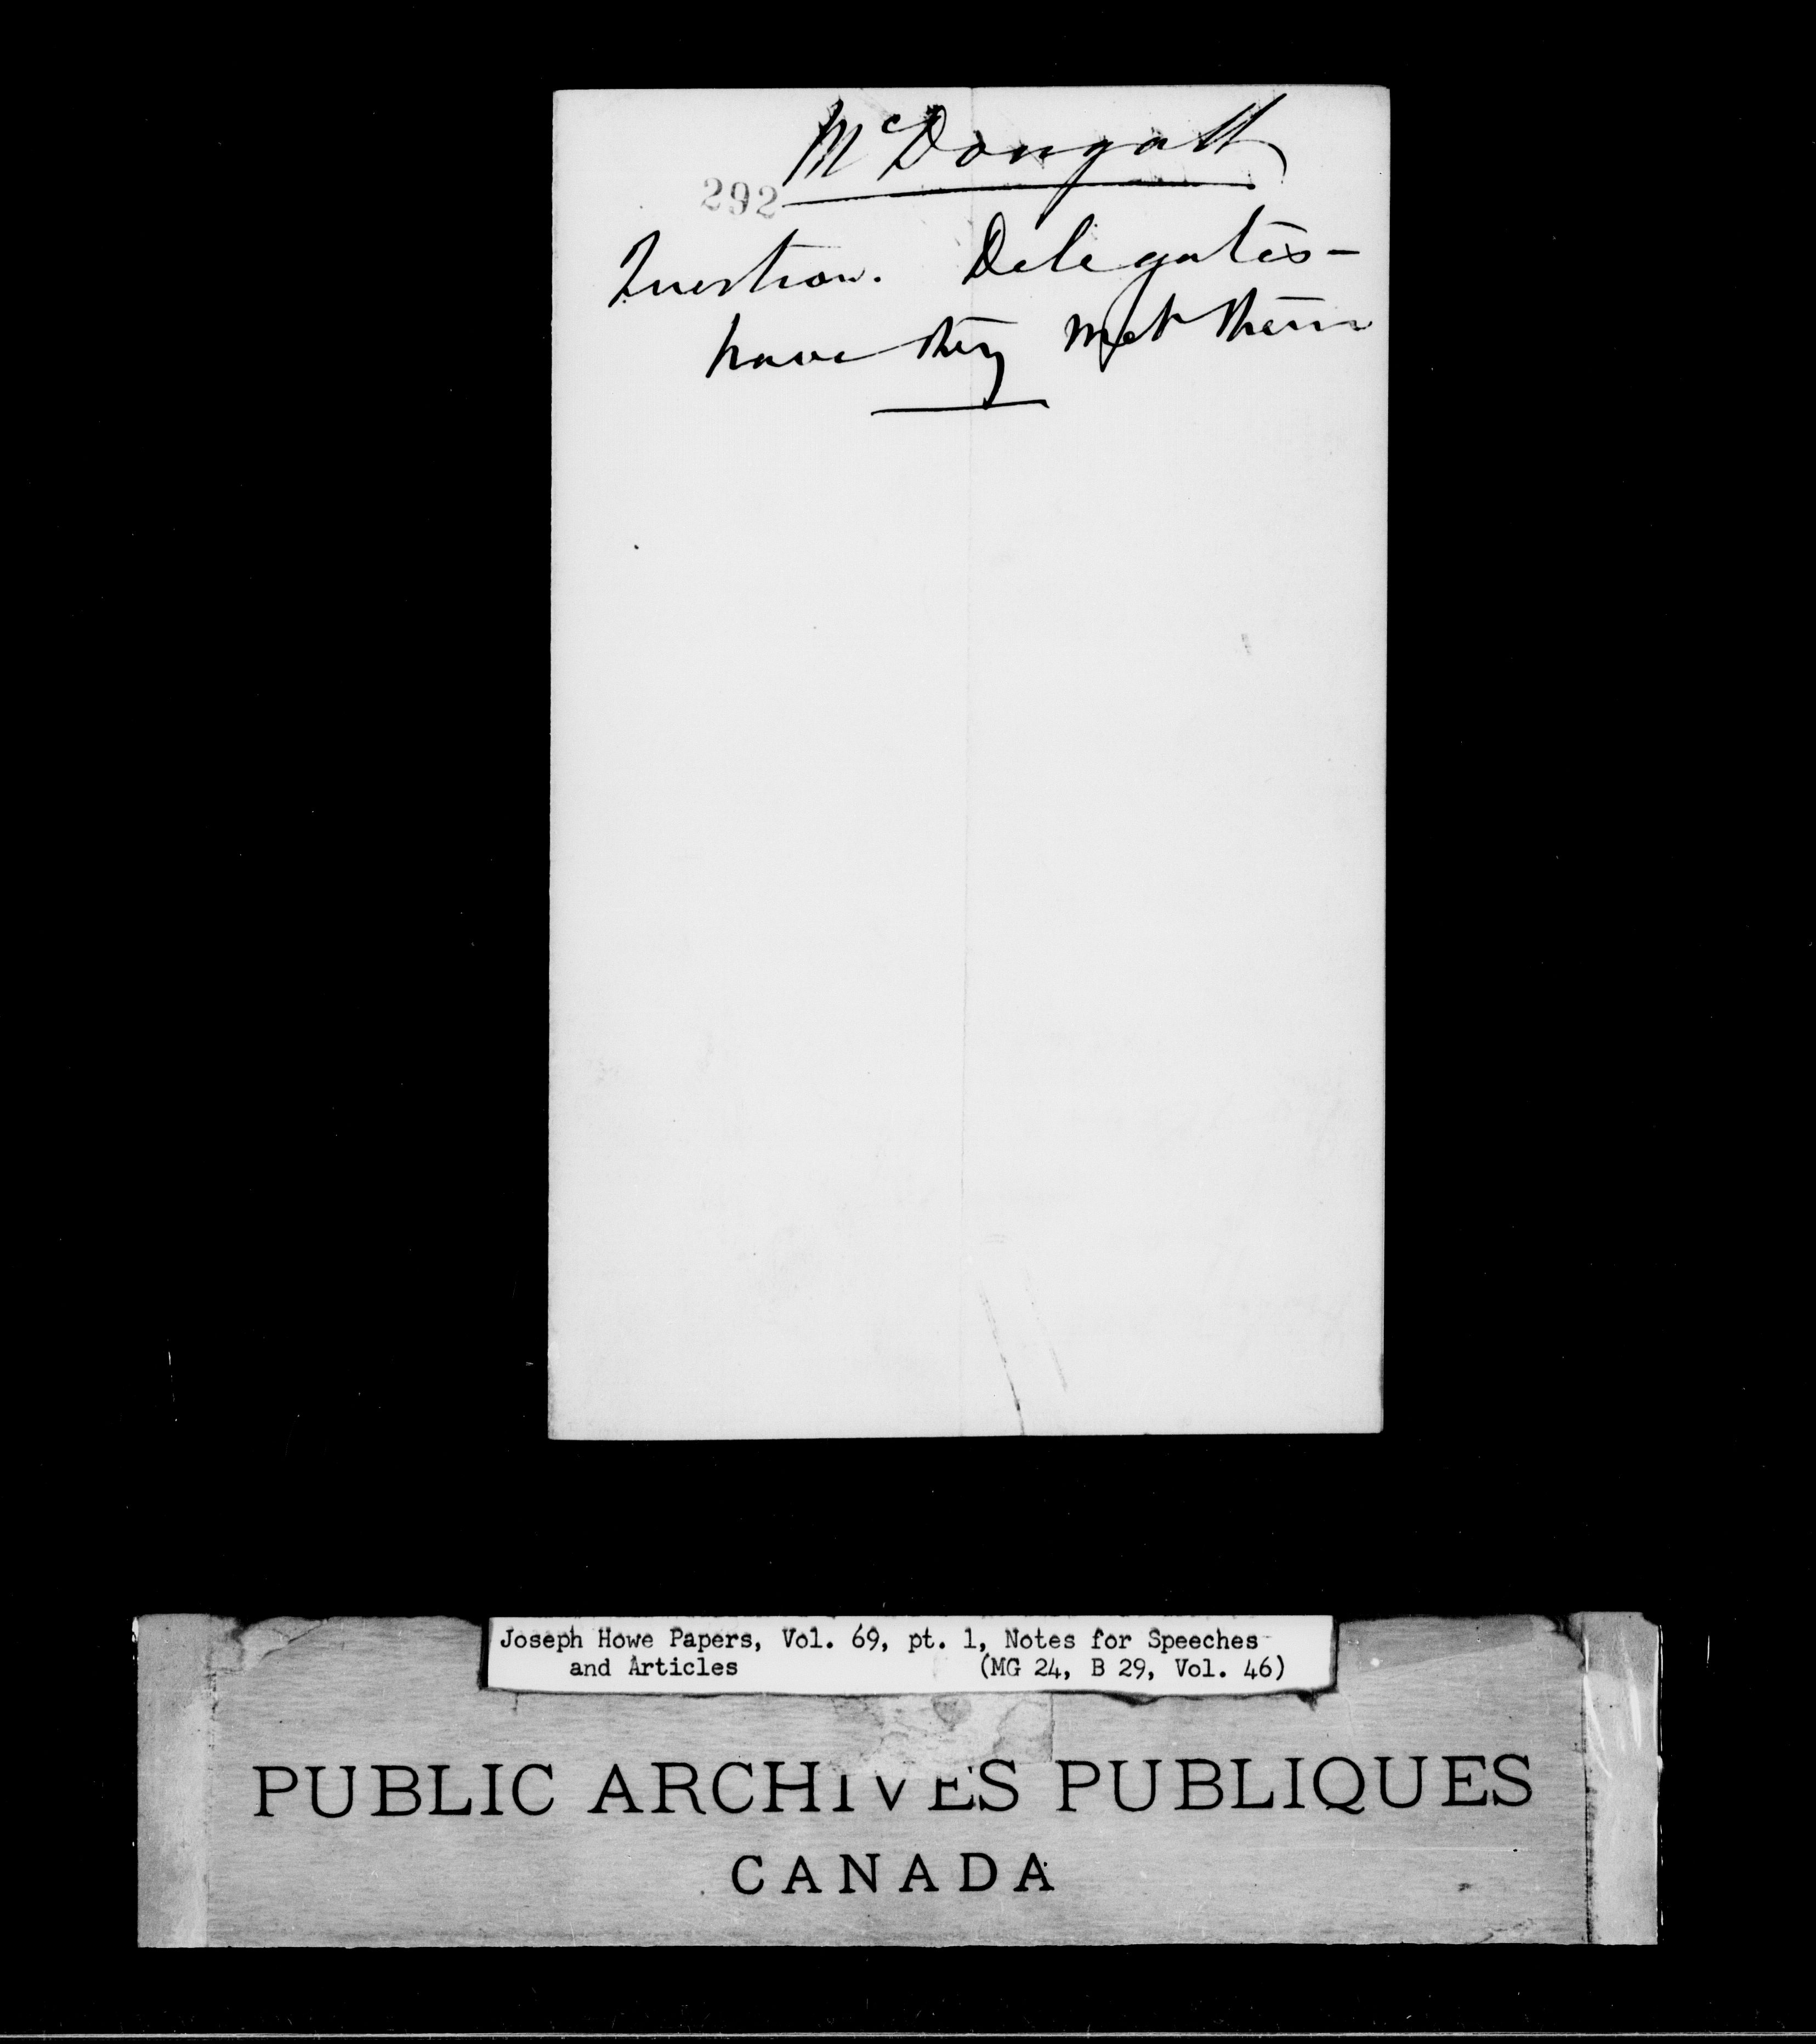 McDougall
292
Question. Delegates -
have they met them
Joseph Howe Papers, Vol. 69, pt. 1, Notes for Speeches
and Articles (MG 24, B 29, Vol. 46)
PUBLIC ARCHIVES PUBLIQUES
CANADA